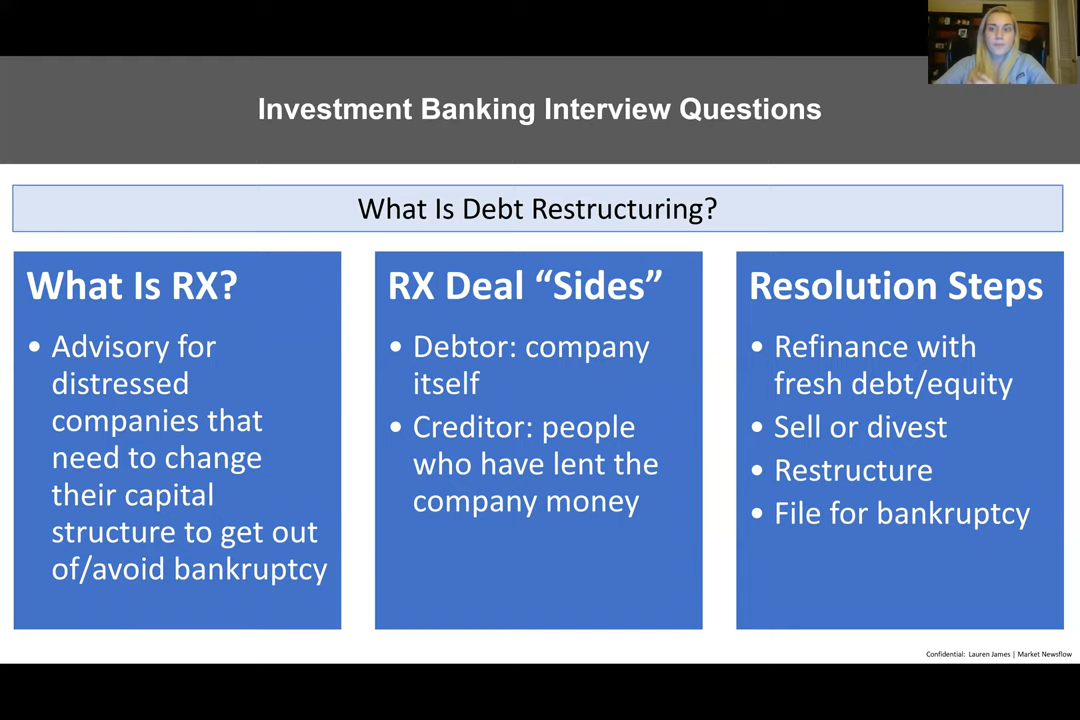 Investment Banking Interview Questions
What Is Debt Restructuring?
What Is RX?
• Advisory for
distressed
companies that
need to change
their capital
structure to get out
of/avoid bankruptcy
RX Deal “Sides”
• Debtor: company
itself
• Creditor: people
who have lent the
company money
Resolution Steps
• Refinance with
fresh debt/equity
• Sell or divest
• Restructure
• File for bankruptcy
Confidential: Lauren James | Market Newsflow